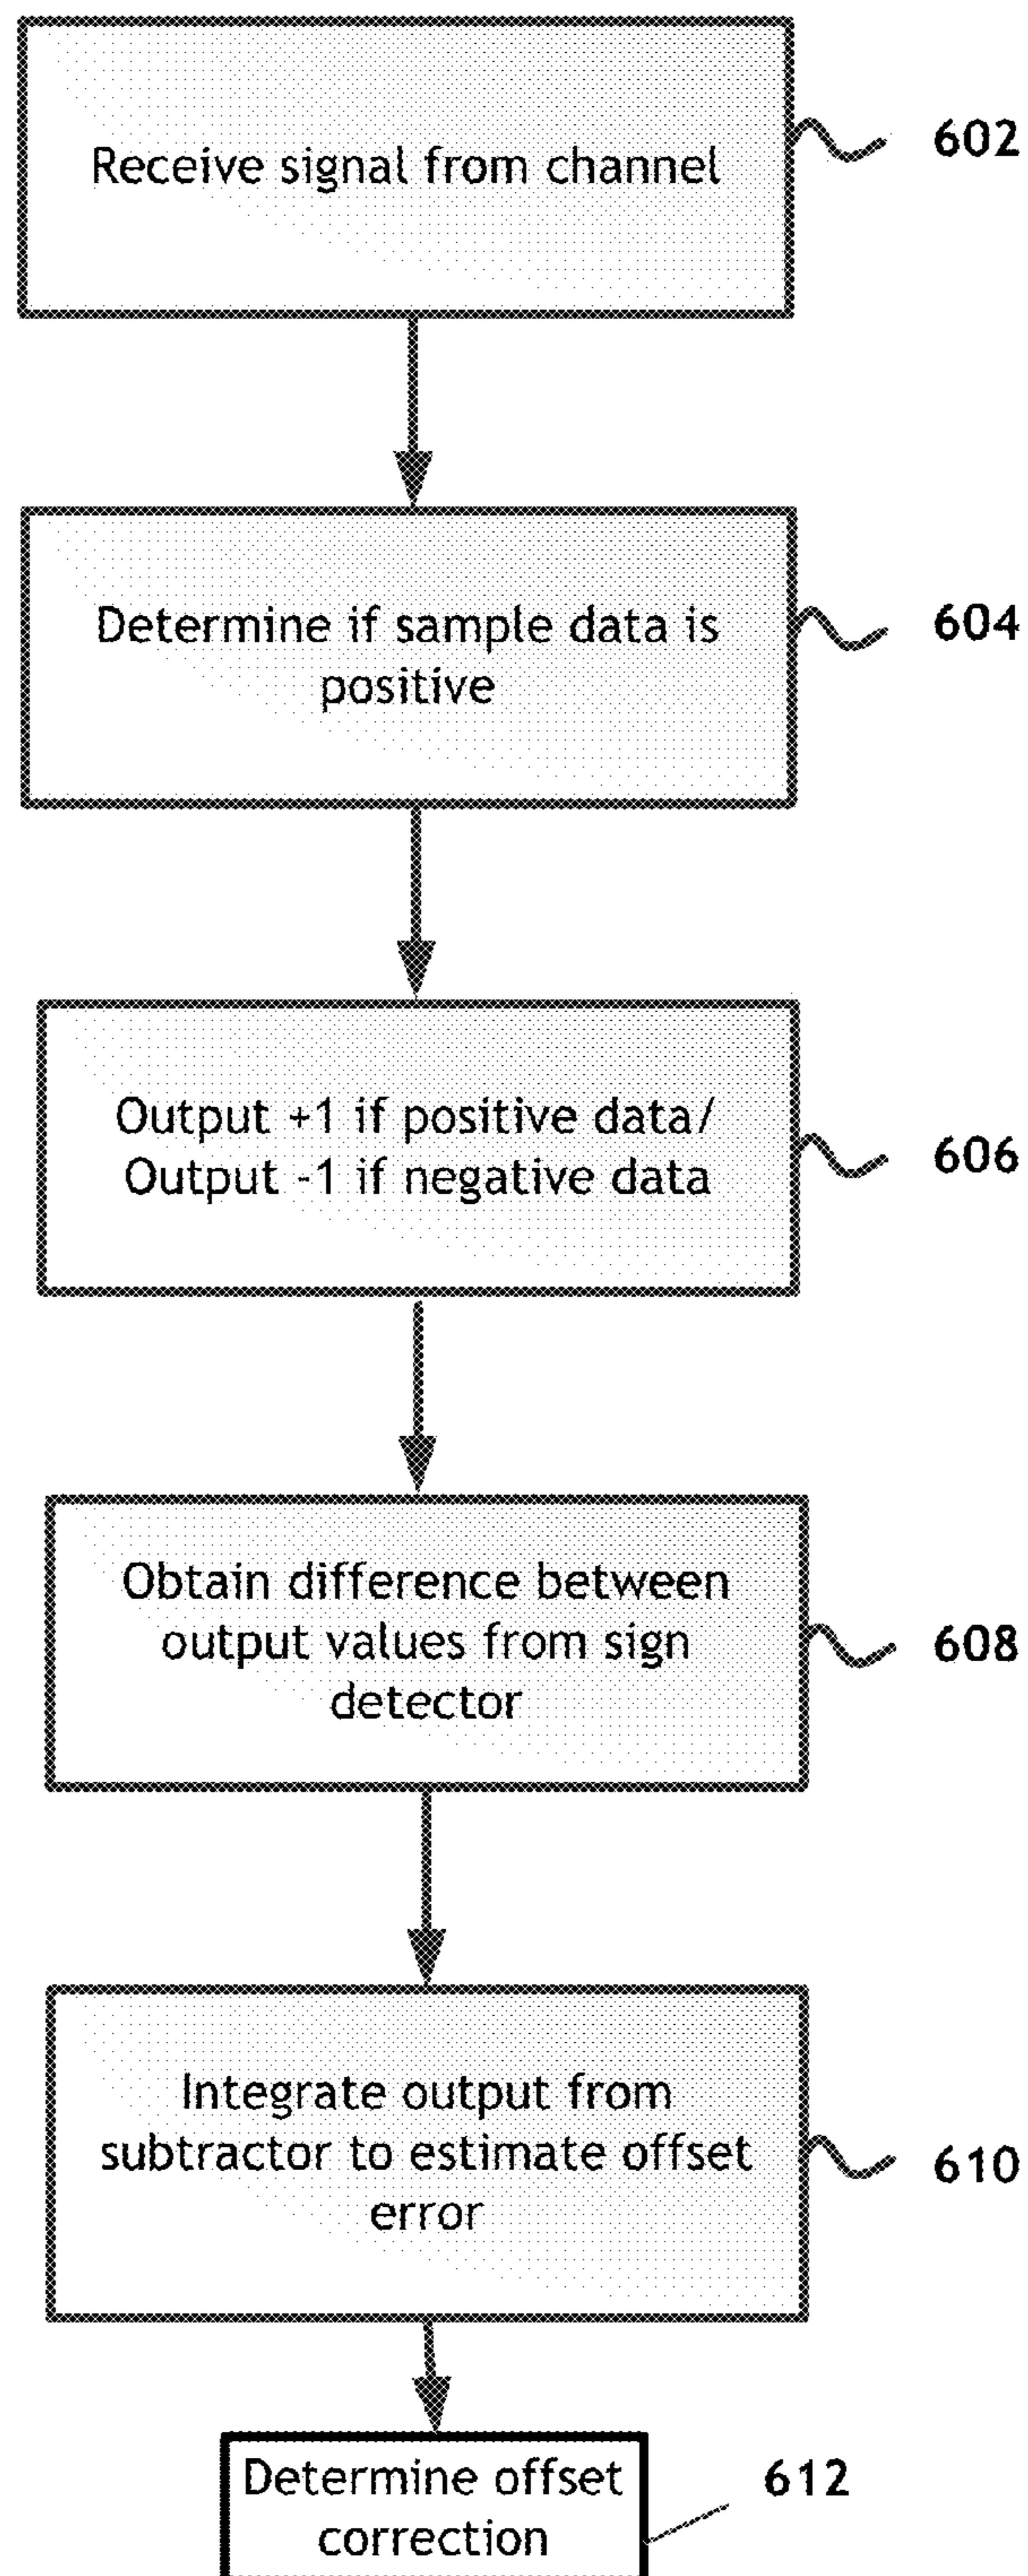 Receive signal from channel
602
Determine if sample data is
positive
604
Output +1 if positive data/
Output -1 if negative data
606
Obtain difference between
output values from sign
detector
608
Integrate output from
subtractor to estimate offset
error
610
Determine offset
correction
612